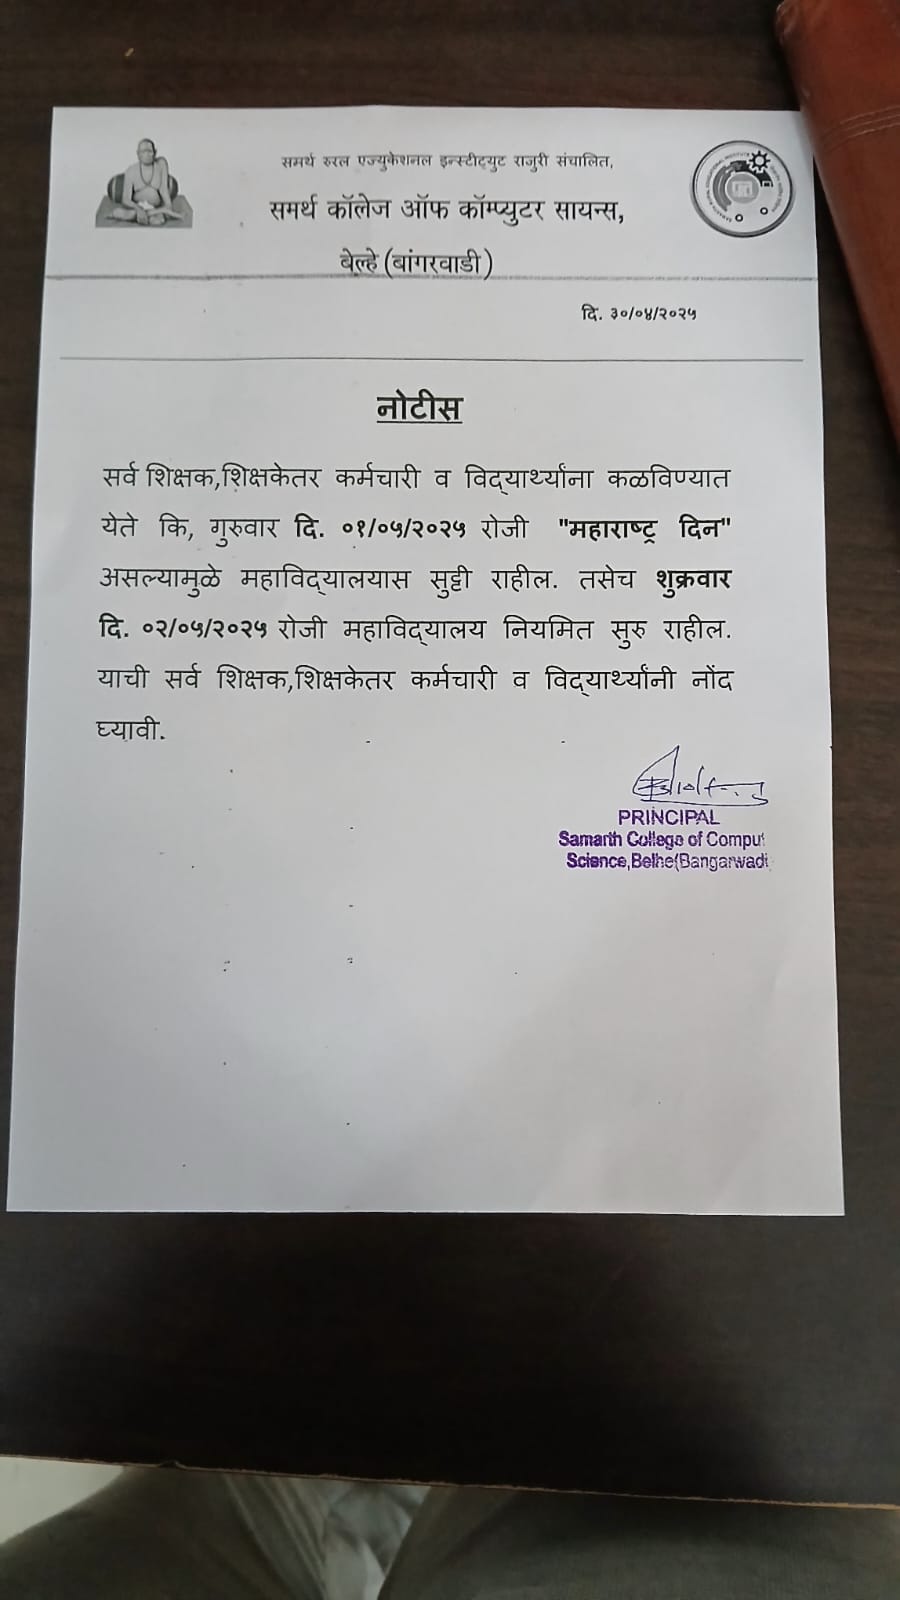 समर्थ रुरल एज्युकेशनल इन्स्टीट्युट राजुरी संचालित,
समर्थ कॉलेज ऑफ कॉम्प्युटर सायन्स,
बेल्हे (बांगरवाडी)
दि. ३०/०४/२०२५
नोटीस
सर्व शिक्षक,शिक्षकेतर कर्मचारी व विद्यार्थ्यांना कळविण्यात
येते कि, गुरुवार दि. ०१/०५/२०२५ रोजी "महाराष्ट्र दिन"
असल्यामुळे महाविद्यालयास सुट्टी राहील. तसेच शुक्रवार
दि. ०२/०५/२०२५ रोजी महाविद्यालय नियमित सुरु राहील.
याची सर्व शिक्षक,शिक्षकेतर कर्मचारी व विद्यार्थ्यांनी नोंद
घ्यावी.
PRINCIPAL
Samarth College of Comput
Science,Belhe(Bangarwadi